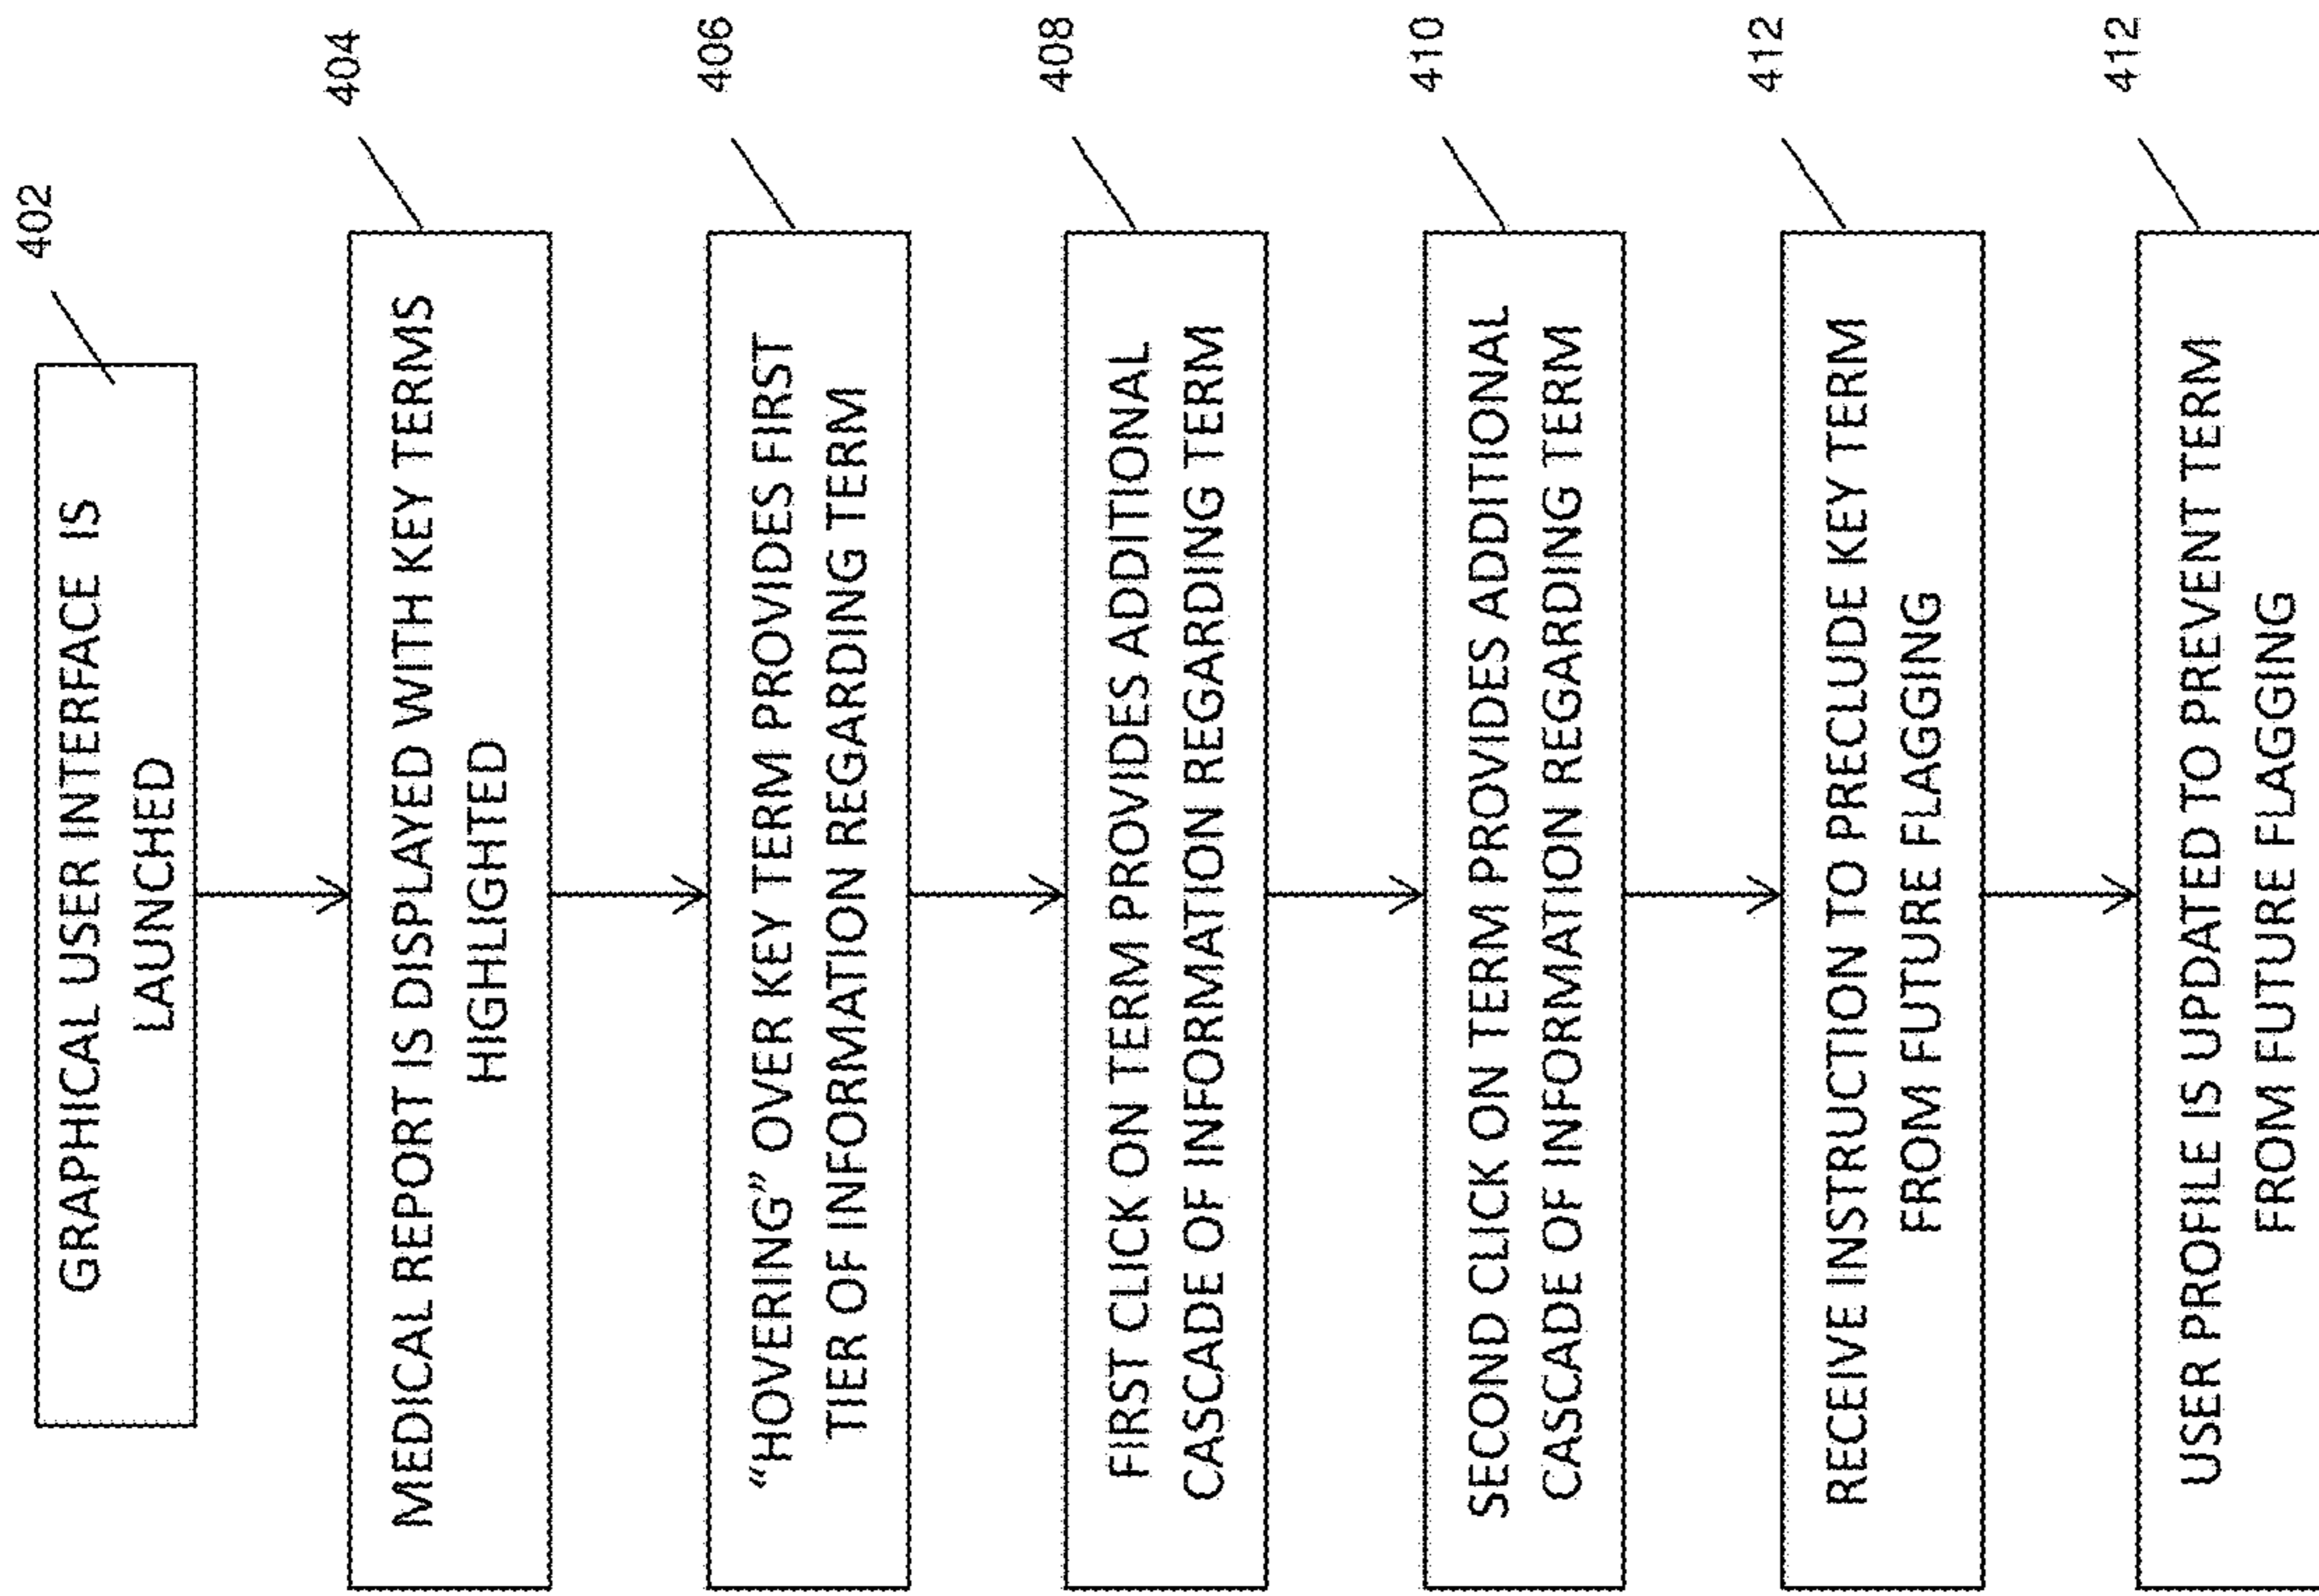 402
GRAPHICAL USER INTERFACE IS
LAUNCHED
404
MEDICAL REPORT IS DISPLAYED WITH KEY TERMS
HIGHLIGHTED
406
“HOVERING” OVER KEY TERM PROVIDES FIRST
TIER OF INFORMATION REGARDING TERM
408
FIRST CLICK ON TERM PROVIDES ADDITIONAL
CASCADE OF INFORMATION REGARDING TERM
410
SECOND CLICK ON TERM PROVIDES ADDITIONAL
CASCADE OF INFORMATION REGARDING TERM
412
RECEIVE INSTRUCTION TO PRECLUDE KEY TERM
FROM FUTURE FLAGGING
412
USER PROFILE IS UPDATED TO PREVENT TERM
FROM FUTURE FLAGGING